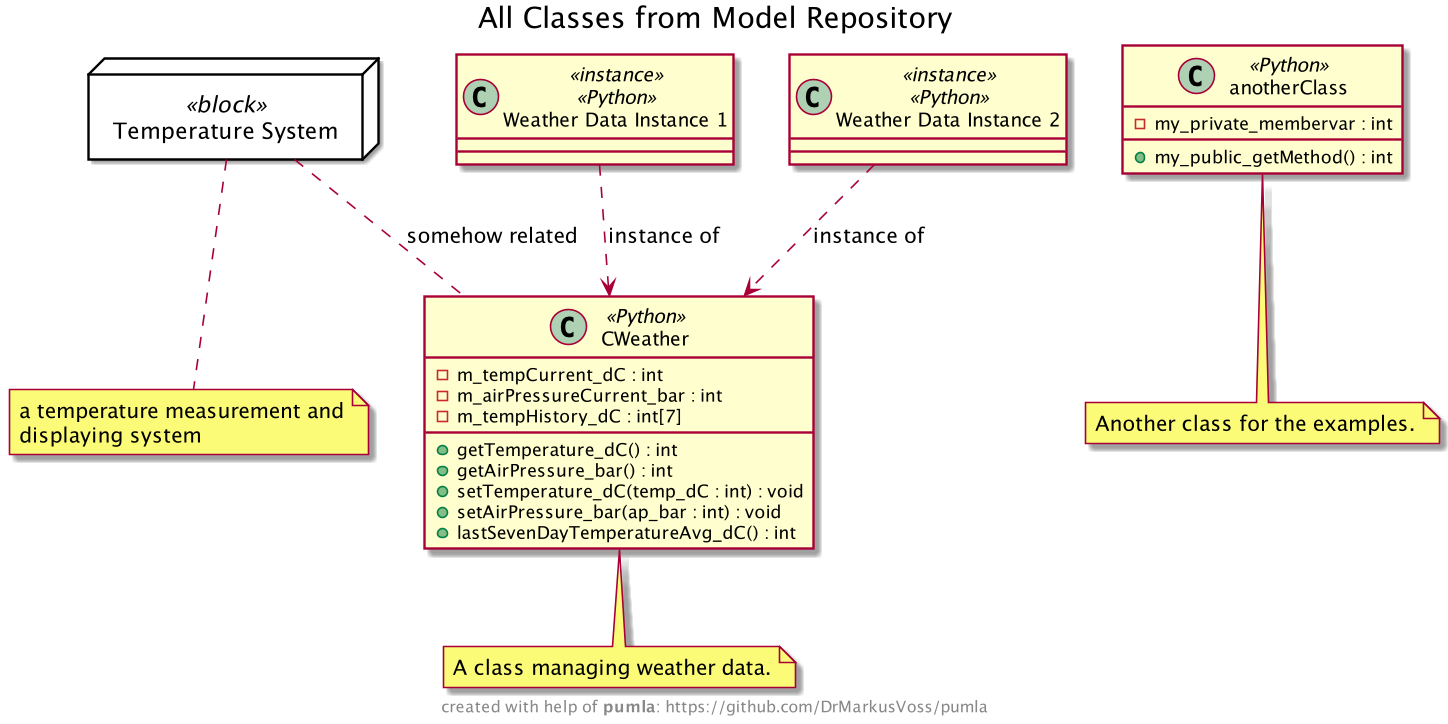 All Classes from Model Repository
«block»
Temperature System
C
«instance»
«Python»
Weather Data Instance 1
C
«instance»
«Python»
Weather Data Instance 2
C
«Python»
anotherClass
my_private_membervar : int
my_public_getMethod() : int
somehow related
instance of
instance of
C
«Python»
CWeather
m_tempCurrent_dC : int
m_airPressureCurrent_bar : int
m_tempHistory_dC : int[7]
getTemperature_dC() : int
getAirPressure_bar() : int
setTemperature_dC(temp_dC : int) : void
setAirPressure_bar(ap_bar : int) : void
lastSevenDayTemperatureAvg_dC() : int
a temperature measurement and
displaying system
Another class for the examples.
A class managing weather data.
created with help of pumla: https://github.com/DrMarkusVoss/pumla